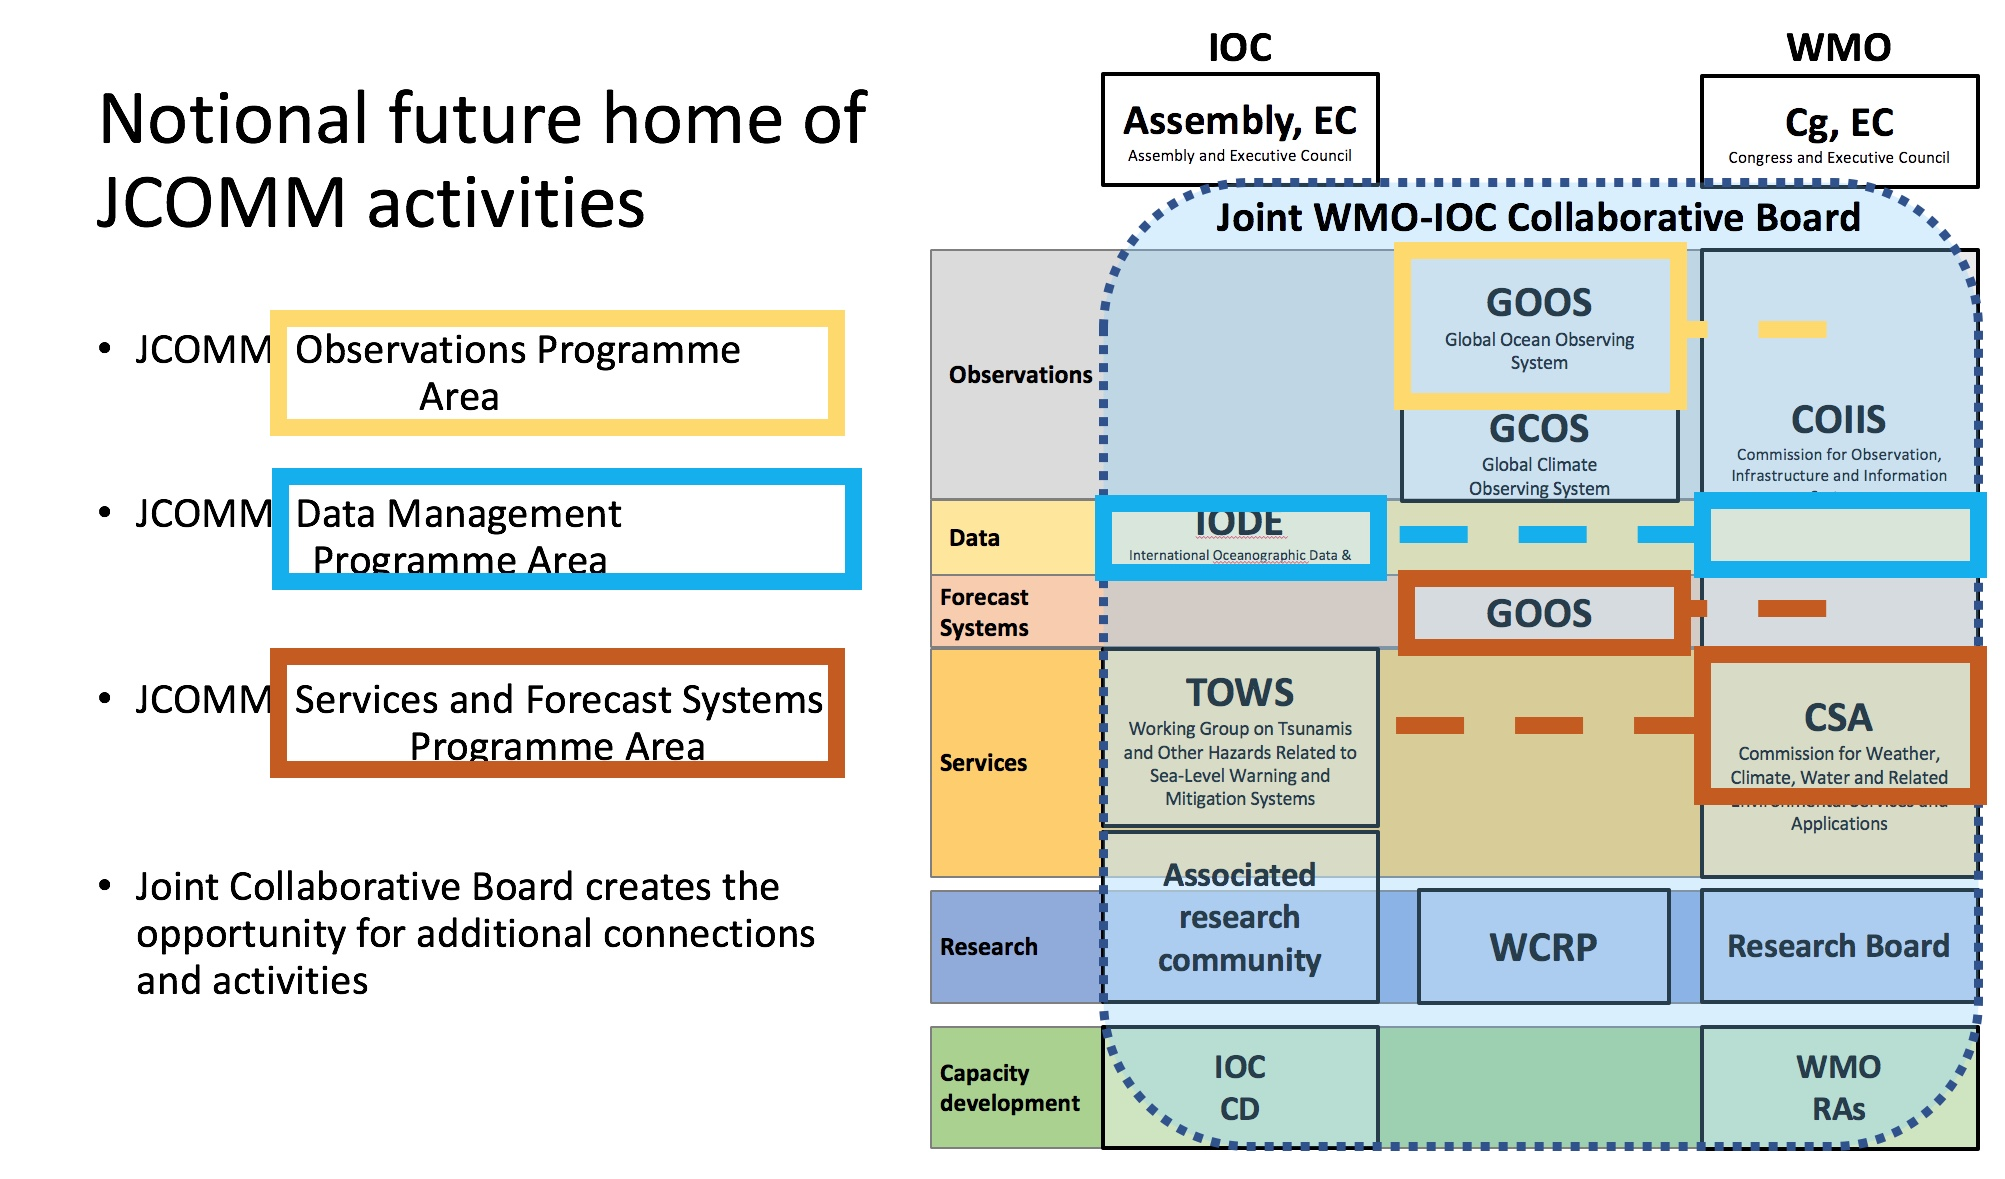 Notional future home of
JCOMM activities
• JCOMM Observations Programme
Area
• JCOMM Data Management
Programme Area
• JCOMM Services and Forecast Systems
Programme Area
• Joint Collaborative Board creates the
opportunity for additional connections
and activities
IOC
WMO
Assembly, EC
Assembly and Executive Council
Cg, EC
Congress and Executive Council
Joint WMO-IOC Collaborative Board
Observations
GOOS
Global Ocean Observing
System
GCOS
Global Climate
Observing System
COIIS
Commission for Observation,
Infrastructure and Information
Data
IODE
International Oceanographic Data &
Forecast
Systems
GOOS
Services
TOWS
Working Group on Tsunamis
and Other Hazards Related to
Sea-Level Warning and
Mitigation Systems
CSA
Commission for Weather,
Climate, Water and Related
Environmental Services and
Applications
Research
Associated
research
community
WCRP
Research Board
Capacity
development
IOC
CD
WMO
RAs